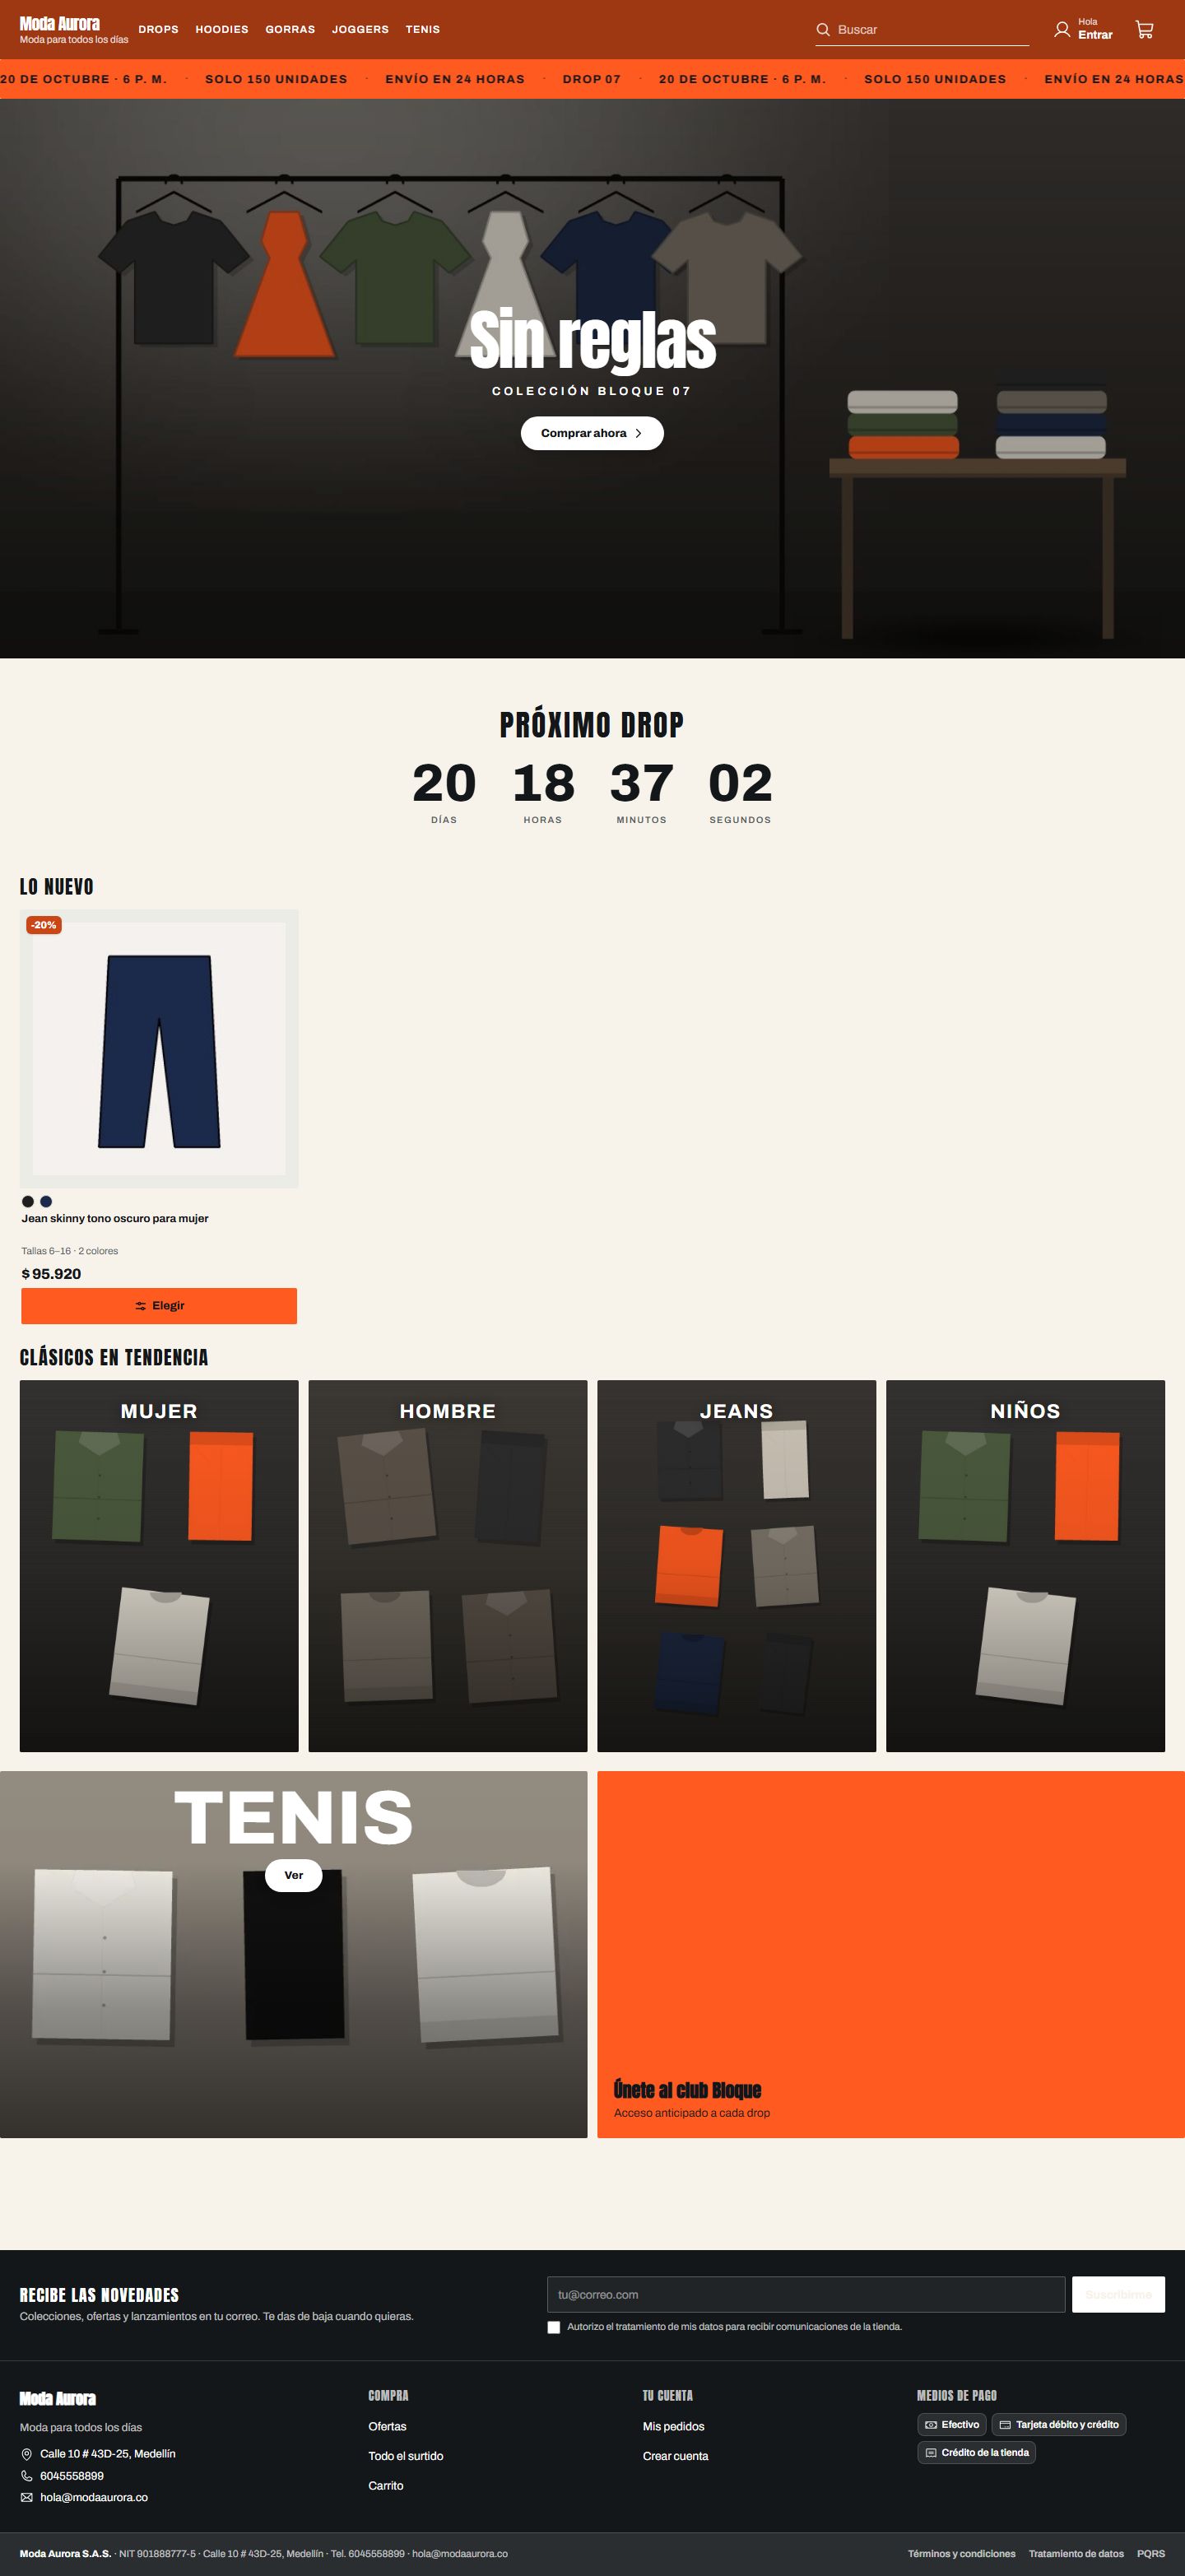 Moda Aurora
Moda para todos los días
DROPS HOODIES GORRAS JOGGERS TENIS
Buscar
Hola
Entrar
20 DE OCTUBRE · 6 P. M. · SOLO 150 UNIDADES · ENVÍO EN 24 HORAS · DROP 07 · 20 DE OCTUBRE · 6 P. M. · SOLO 150 UNIDADES · ENVÍO EN 24 HORAS
Sin reglas
COLECCIÓN BLOQUE 07
Comprar ahora
PRÓXIMO DROP
20 18 37 02
DÍAS HORAS MINUTOS SEGUNDOS
LO NUEVO
-20%
Jean skinny tono oscuro para mujer
Tallas 6–16 · 2 colores
$ 95.920
Elegir
CLÁSICOS EN TENDENCIA
MUJER HOMBRE JEANS NIÑOS
TENIS
Ver
Únete al club Bloque
Acceso anticipado a cada drop
RECIBE LAS NOVEDADES
Colecciones, ofertas y lanzamientos en tu correo. Te das de baja cuando quieras.
tu@correo.com
Suscribirme
Autorizo el tratamiento de mis datos para recibir comunicaciones de la tienda.
Moda Aurora
Moda para todos los días
Calle 10 # 43D-25, Medellín
6045558899
hola@modaaurora.co
COMPRA
Ofertas
Todo el surtido
Carrito
TU CUENTA
Mis pedidos
Crear cuenta
MEDIOS DE PAGO
Efectivo
Tarjeta débito y crédito
Crédito de la tienda
Moda Aurora S.A.S. · NIT 901888777-5 · Calle 10 # 43D-25, Medellín · Tel. 6045558899 · hola@modaaurora.co
Términos y condiciones Tratamiento de datos PQRS